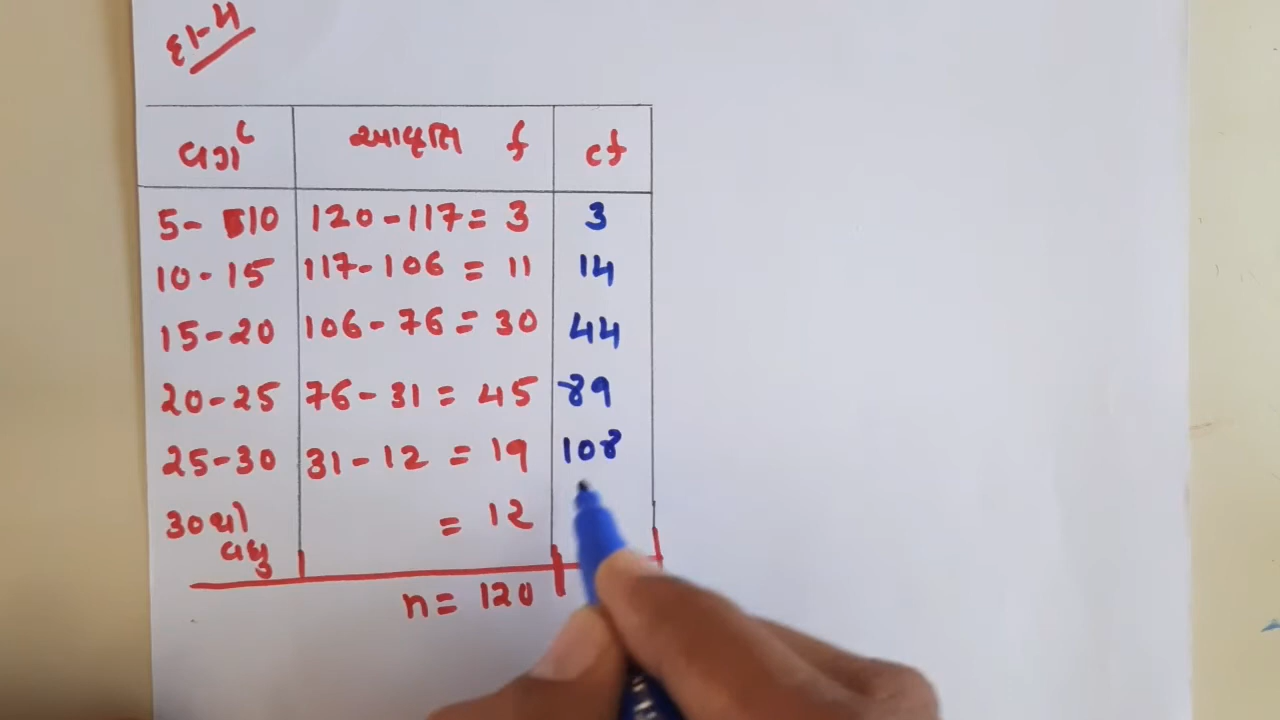 દા-૫
વર્ગ આવૃત્તિ f cf
5-10 120-117= 3 3
10-15 117-106 = 11 14
15-20 106-76= 30 44
20-25 76-31= 45 89
25-30 31-12 = 19 108
30થી = 12
વધુ
n= 120